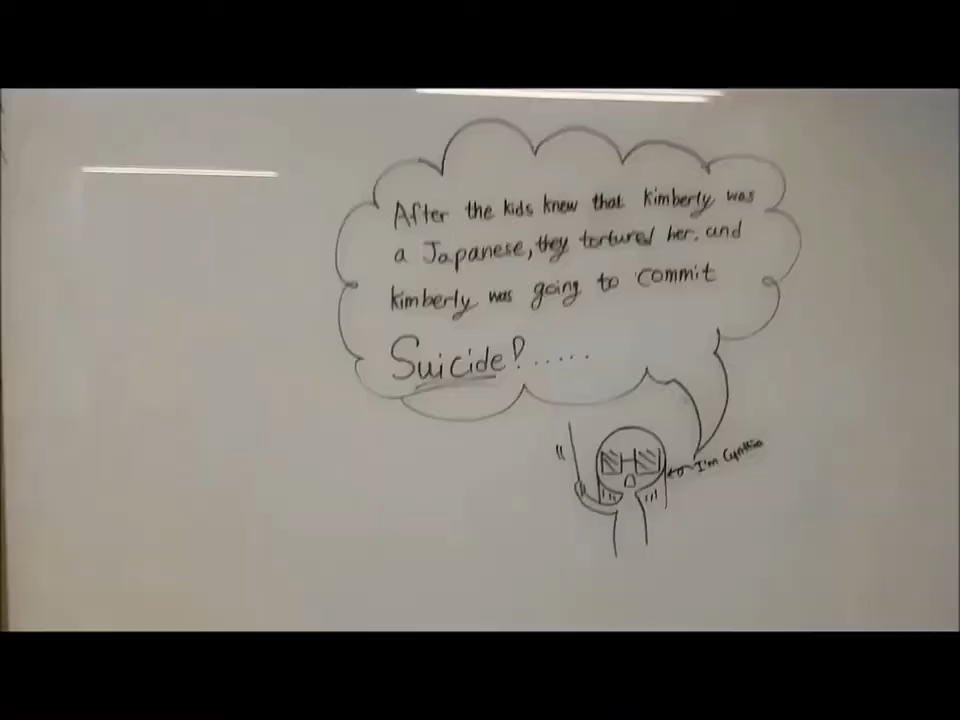 After the kids knew that kimberly was
a Japanese, they tortured her. and
kimberly was going to commit
Suicide!.....
I'm Cynthia